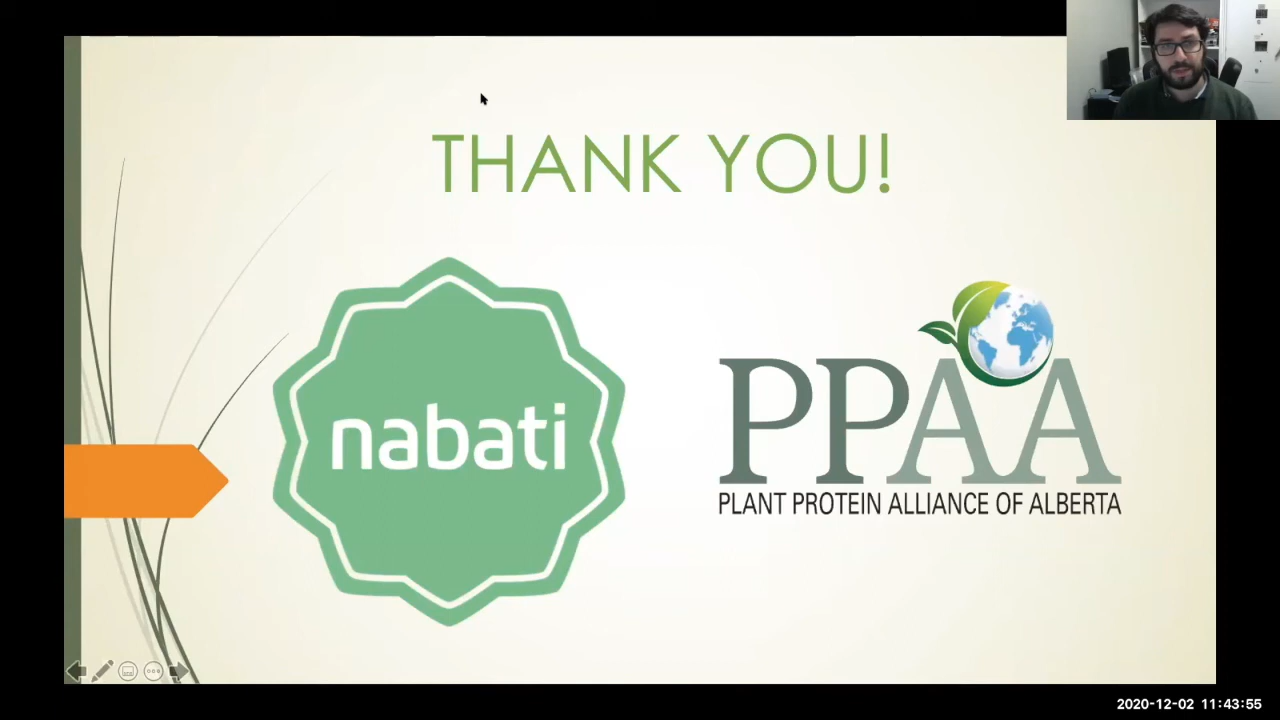 THANK YOU!
nabati
PPAA
PLANT PROTEIN ALLIANCE OF ALBERTA
2020-12-02 11:43:55